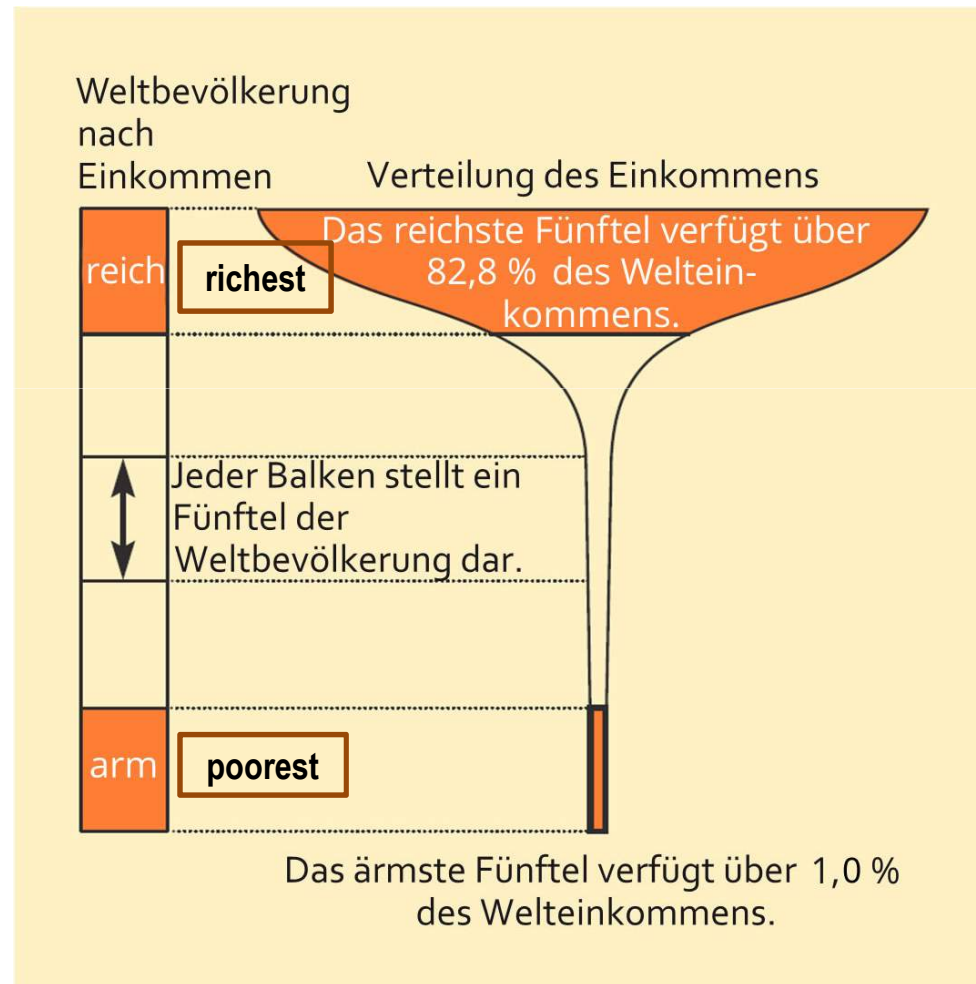 Weltbevölkerung
nach
Einkommen
Verteilung des Einkommens
reich
richest
Das reichste Fünftel verfügt über
82,8 % des Weltein-
kommens.
Jeder Balken stellt ein
Fünftel der
Weltbevölkerung dar.
arm
poorest
Das ärmste Fünftel verfügt über 1,0 %
des Welteinkommens.